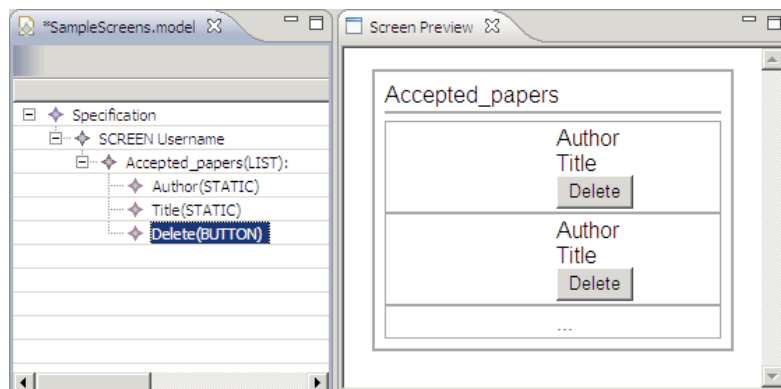 *SampleScreens.model
Specification
SCREEN Username
Accepted_papers(LIST):
Author(STATIC)
Title(STATIC)
Delete(BUTTON)
Screen Preview
Accepted_papers
Author
Title
Delete
Author
Title
Delete
...